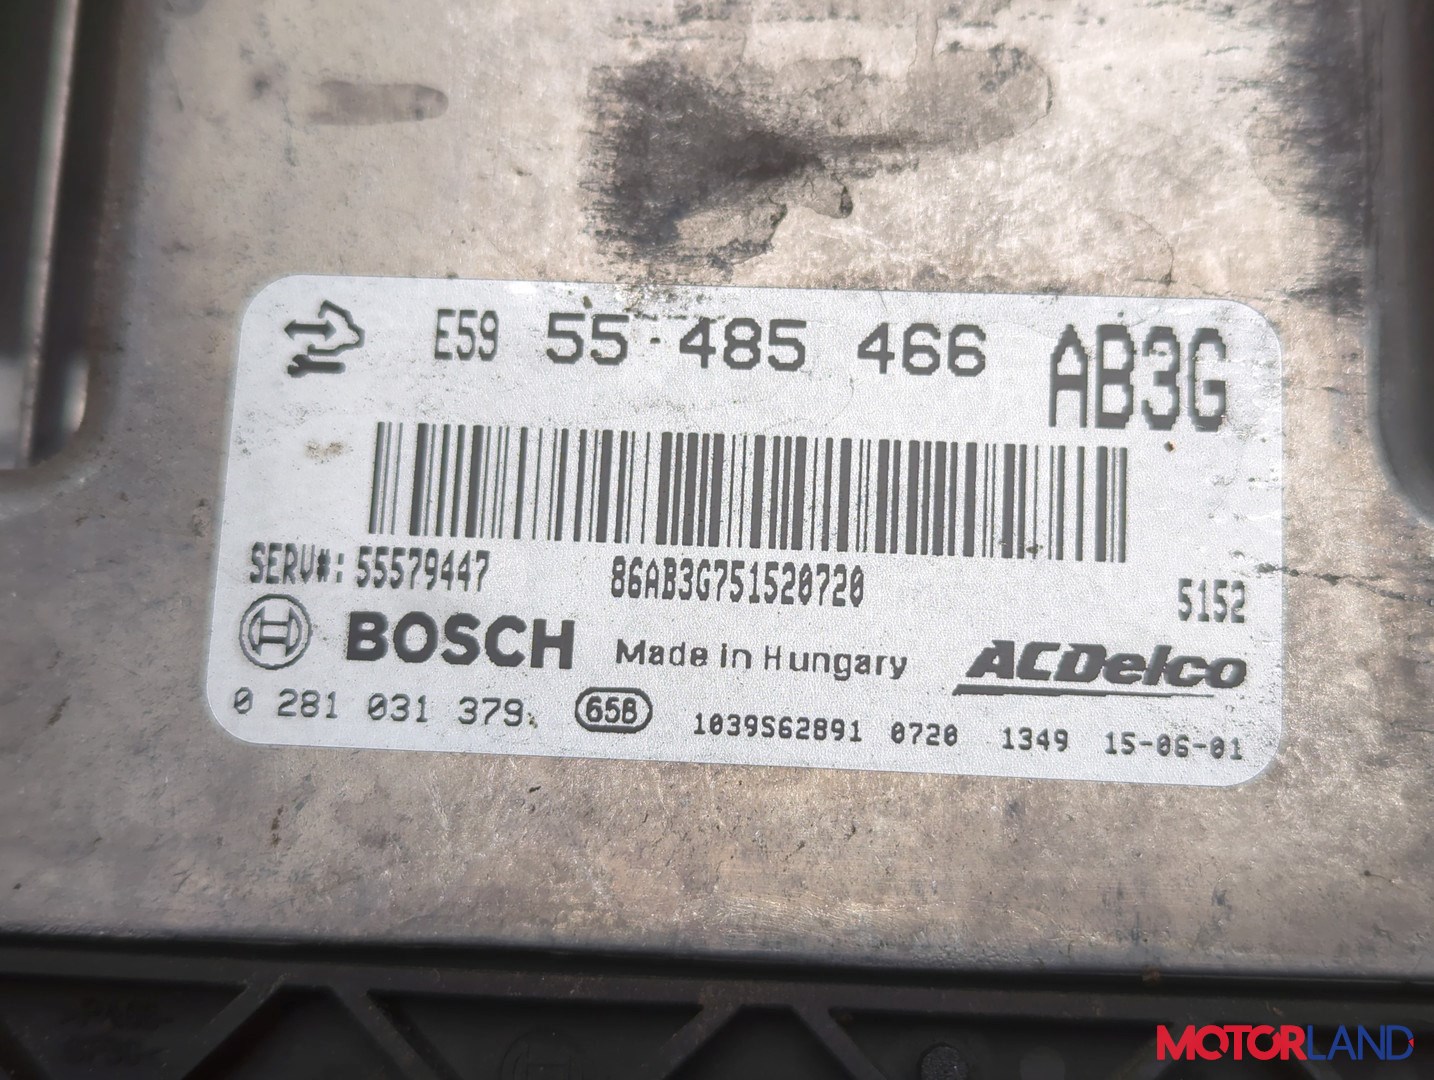 E59 55 485 466 AB3G
SERV#: 55579447 86AB3G751520720 5152
BOSCH Made in Hungary ACDelco
0 281 031 379. 65B 1039S62891 0720 1349 15-06-01
MOTORLAND